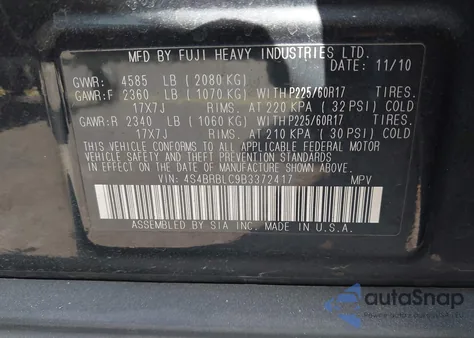 MFD BY FUJI HEAVY INDUSTRIES LTD.
DATE: 11/10
GVWR: 4585 LB (2080 KG)
GAWR:F 2360 LB (1070 KG) WITH P225/60R17 TIRES,
17X7J RIMS, AT 220 KPA (32 PSI) COLD
GAWR:R 2340 LB (1060 KG) WITH P225/60R17 TIRES,
17X7J RIMS, AT 210 KPA (30 PSI) COLD
THIS VEHICLE CONFORMS TO ALL APPLICABLE FEDERAL MOTOR
VEHICLE SAFETY AND THEFT PREVENTION STANDARDS
IN EFFECT ON THE DATE OF MANUFACTURE SHOWN ABOVE.
VIN: 4S4BRBLC9B3372417 MPV
ASSEMBLED BY SIA INC. MADE IN U.S.A.
autoSnap